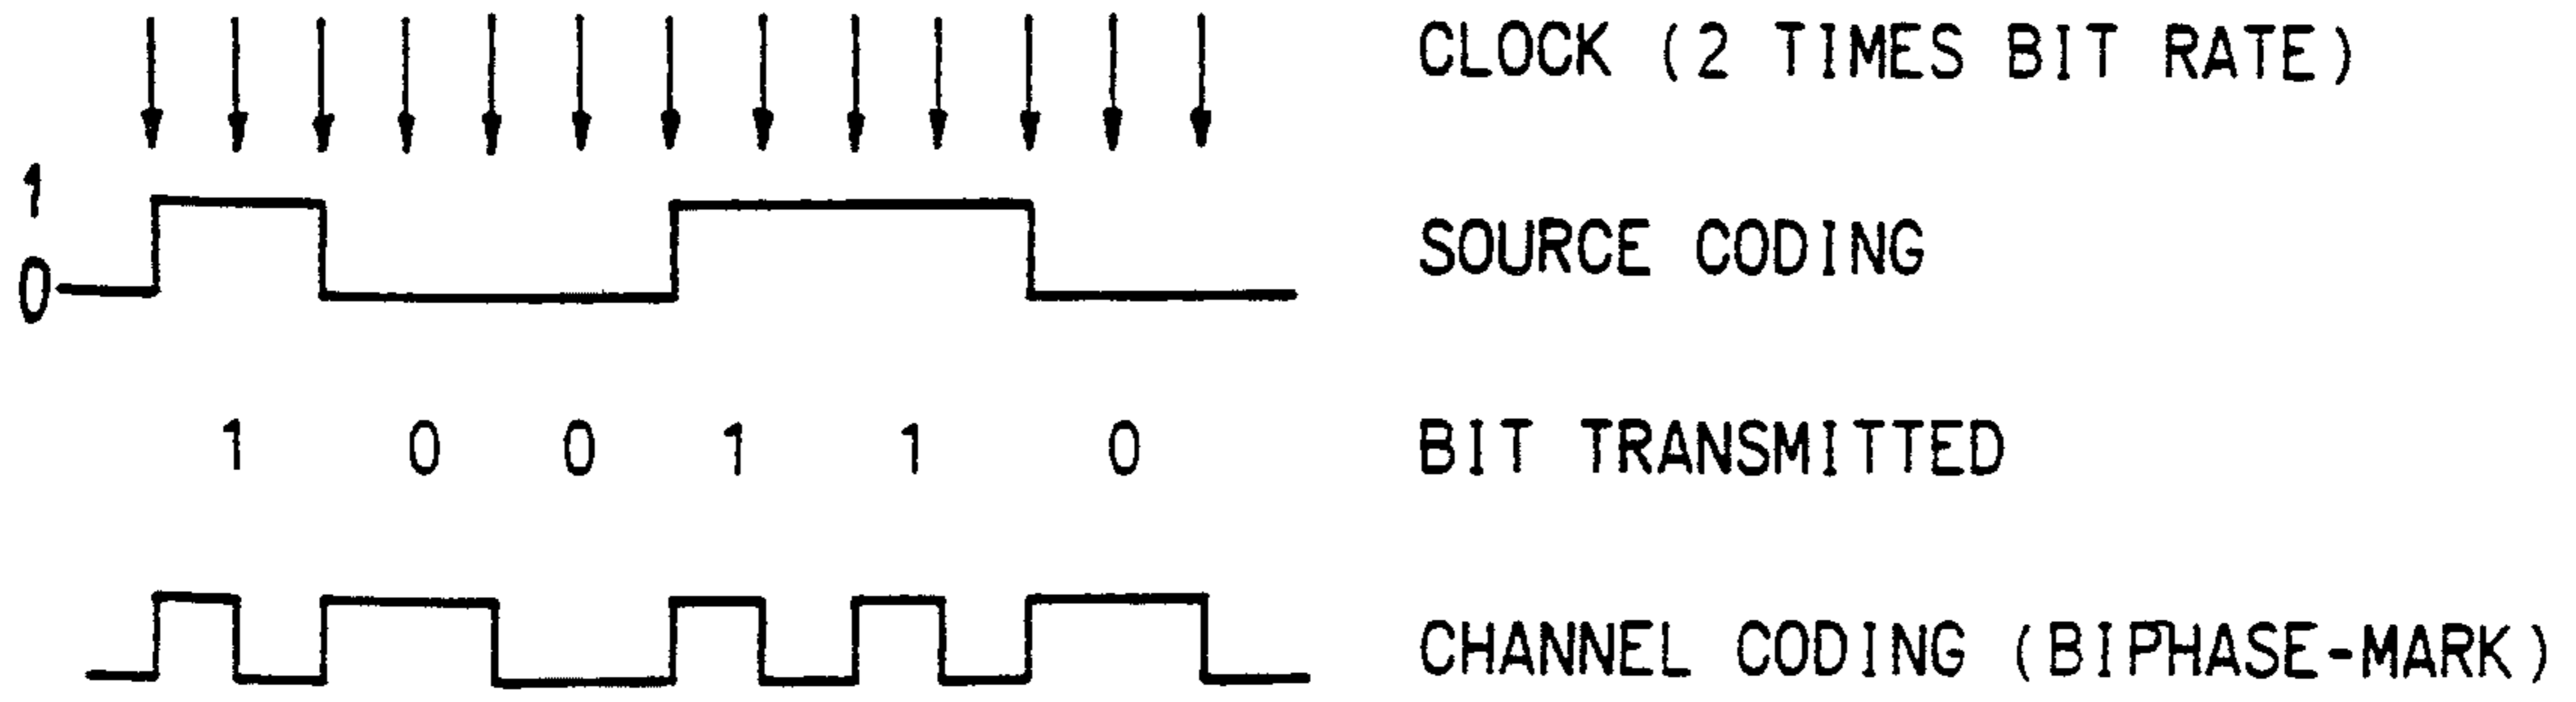 CLOCK (2 TIMES BIT RATE)
1
0
SOURCE CODING
1 0 0 1 1 0 BIT TRANSMITTED
CHANNEL CODING (BIPHASE-MARK)